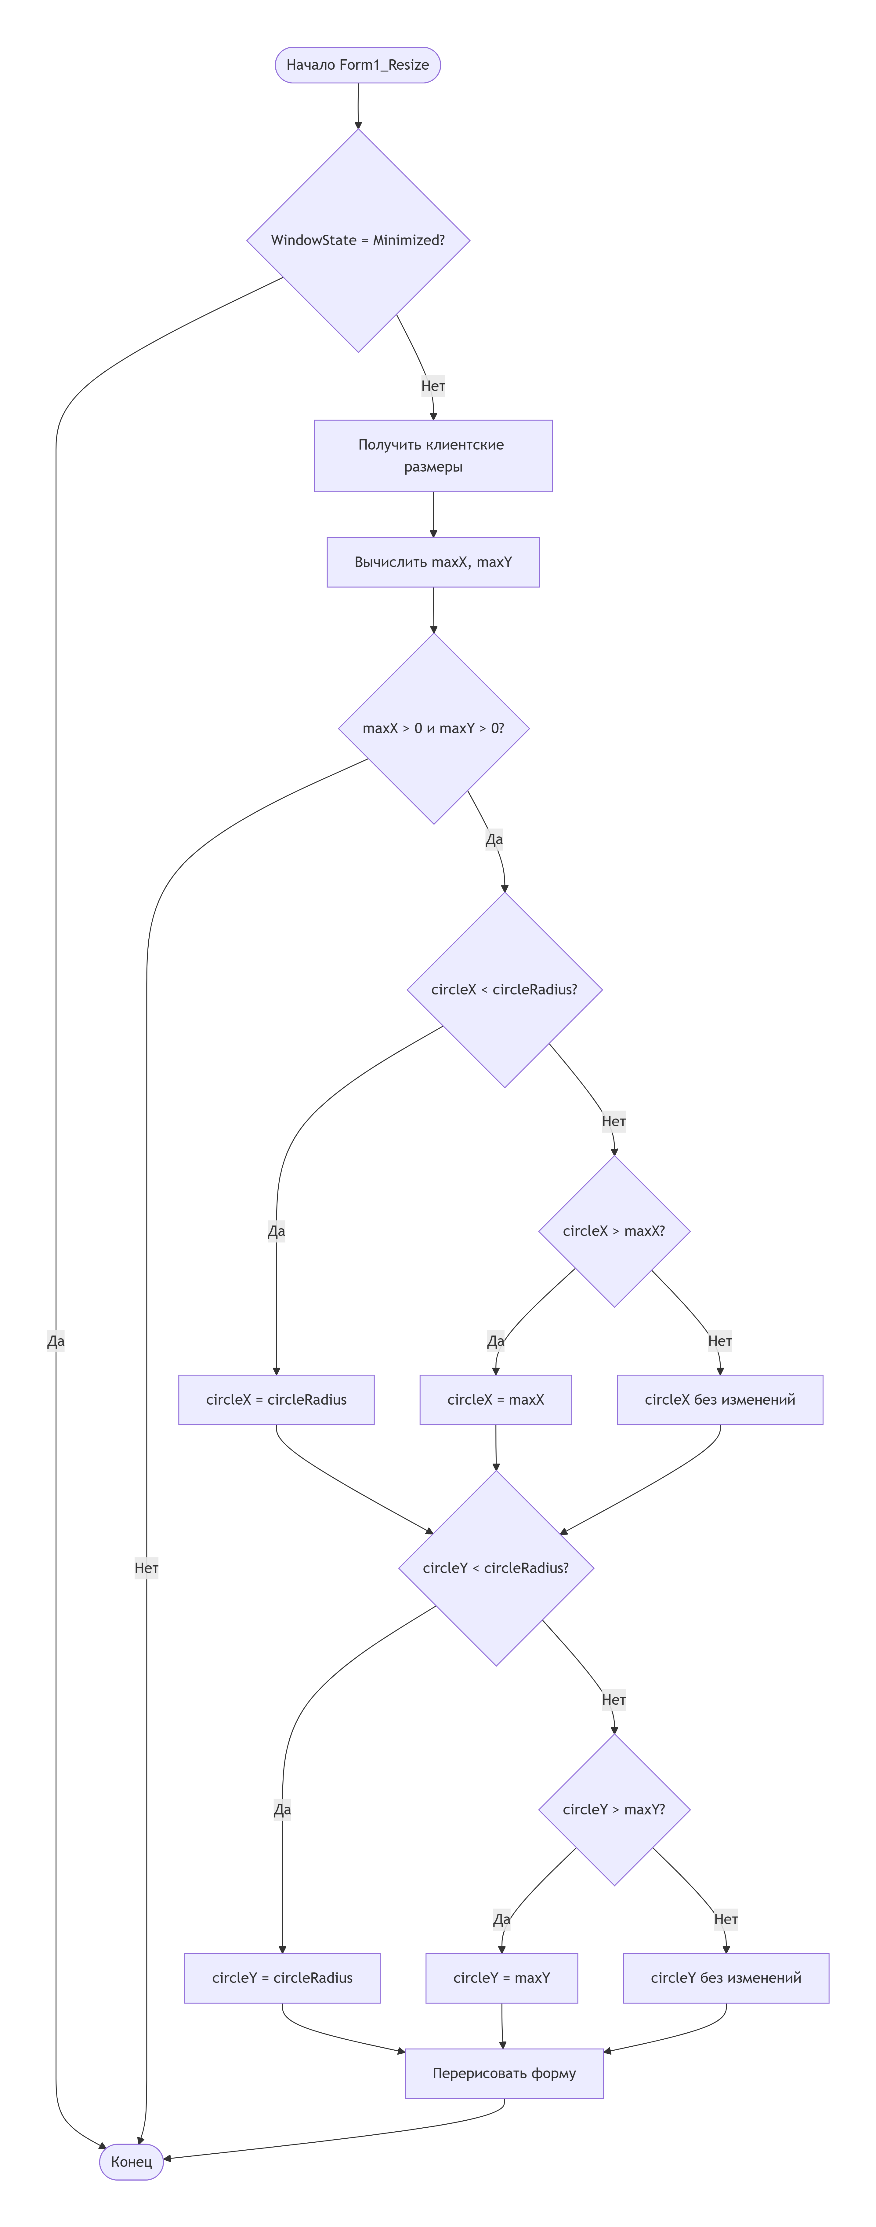 Начало Form1_Resize
WindowState = Minimized?
Нет
Получить клиентские
размеры
Вычислить maxX, maxY
maxX > 0 и maxY > 0?
Да
circleX < circleRadius?
Нет
Да
circleX > maxX?
Да
Да
Нет
circleX = circleRadius
circleX = maxX
circleX без изменений
Нет
circleY < circleRadius?
Нет
Да
circleY > maxY?
Да
Нет
circleY = circleRadius
circleY = maxY
circleY без изменений
Перерисовать форму
Конец